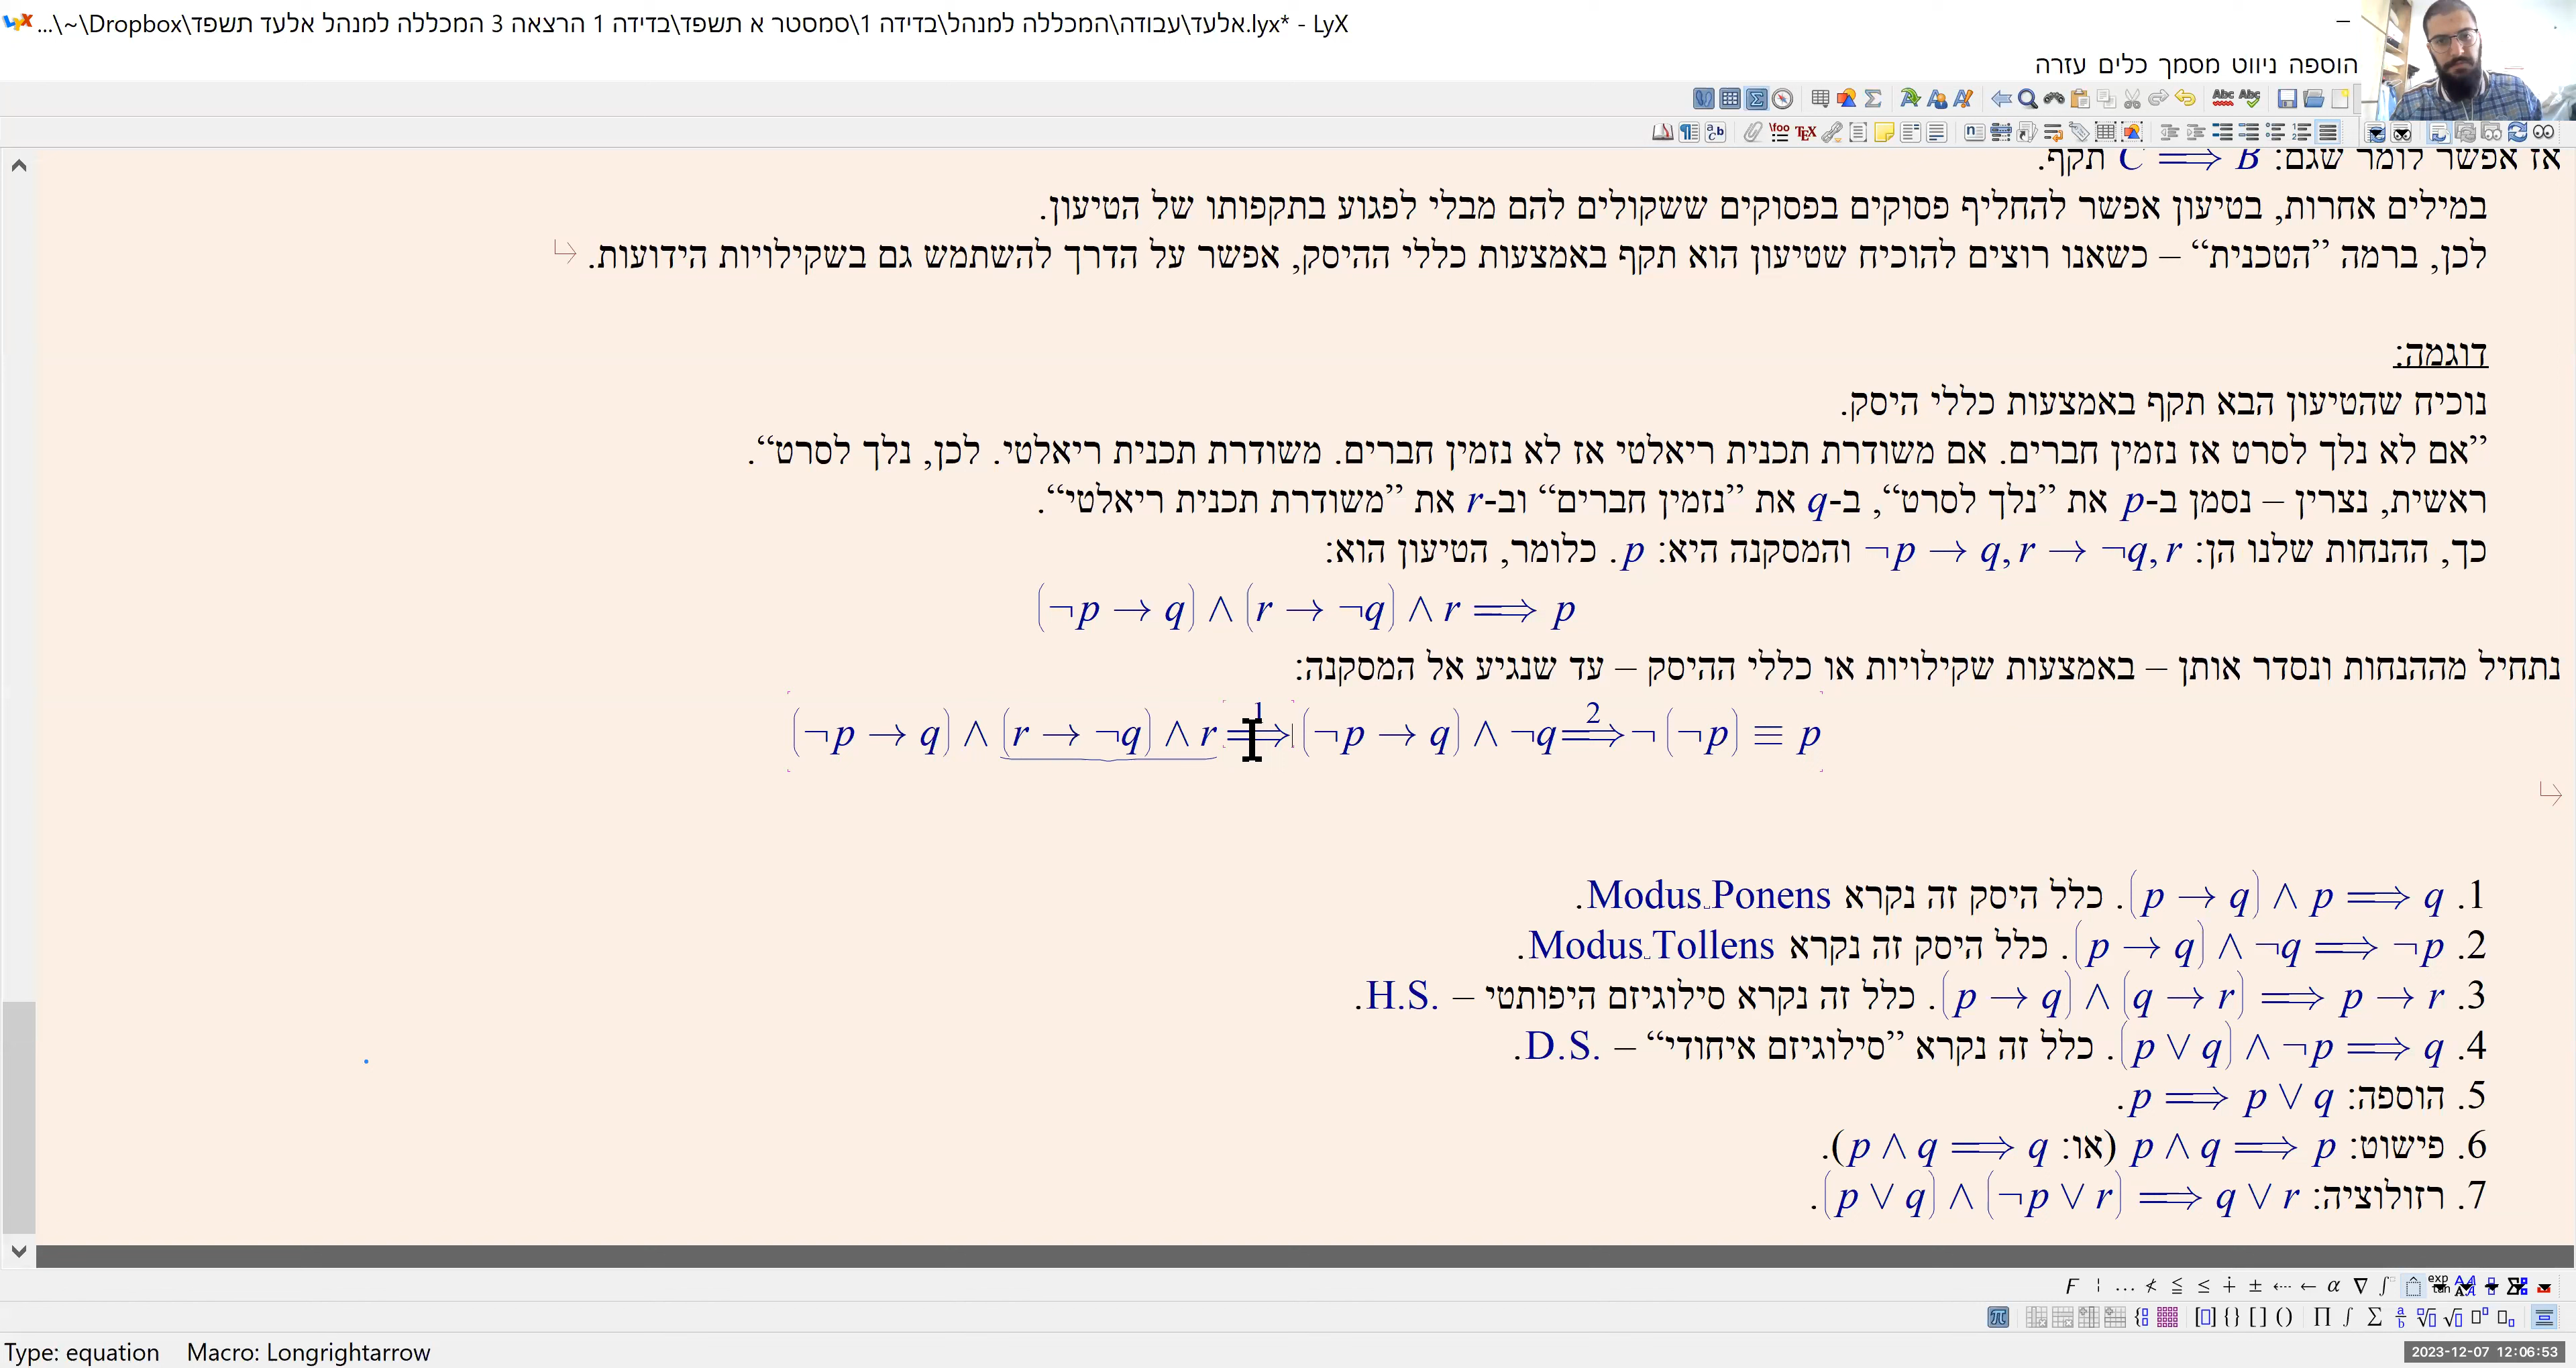 ...\~\Dropbox\אלעד\עבודה\המכללה למנהל\בדידה 1\סמסטר א תשפד\בדידה 1 הרצאה 3 המכללה למנהל אלעד תשפד.lyx* - LyX
הוספה ניווט מסמך כלים עזרה
אז אפשר לומר שגם: C ⟹ B תקף.
במילים אחרות, בטיעון אפשר להחליף פסוקים בפסוקים ששקולים להם מבלי לפגוע בתקפותו של הטיעון.
לכן, ברמה ”הטכנית“ – כשאנו רוצים להוכיח שטיעון הוא תקף באמצעות כללי ההיסק, אפשר על הדרך להשתמש גם בשקילויות הידועות.
דוגמה:
נוכיח שהטיעון הבא תקף באמצעות כללי היסק.
”אם לא נלך לסרט אז נזמין חברים. אם משודרת תכנית ריאלטי אז לא נזמין חברים. משודרת תכנית ריאלטי. לכן, נלך לסרט“.
ראשית, נצרין – נסמן ב-p את ”נלך לסרט“, ב-q את ”נזמין חברים“ וב-r את ”משודרת תכנית ריאלטי“.
כך, ההנחות שלנו הן: ¬p → q, r → ¬q, r והמסקנה היא: p. כלומר, הטיעון הוא:
(¬p → q) ∧ (r → ¬q) ∧ r ⟹ p
נתחיל מההנחות ונסדר אותן – באמצעות שקילויות או כללי ההיסק – עד שנגיע אל המסקנה:
(¬p → q) ∧ (r → ¬q) ∧ r ⟹1 (¬p → q) ∧ ¬q ⟹2 ¬(¬p) ≡ p
1. (p → q) ∧ p ⟹ q. כלל היסק זה נקרא Modus Ponens.
2. (p → q) ∧ ¬q ⟹ ¬p. כלל היסק זה נקרא Modus Tollens.
3. (p → q) ∧ (q → r) ⟹ p → r. כלל זה נקרא סילוגיזם היפותטי – H.S.
4. (p ∨ q) ∧ ¬p ⟹ q. כלל זה נקרא ”סילוגיזם איחודי“ – D.S.
5. הוספה: p ⟹ p ∨ q.
6. פישוט: p ∧ q ⟹ p (או: p ∧ q ⟹ q).
7. רזולוציה: (p ∨ q) ∧ (¬p ∨ r) ⟹ q ∨ r.
Type: equation Macro: Longrightarrow
2023-12-07 12:06:53